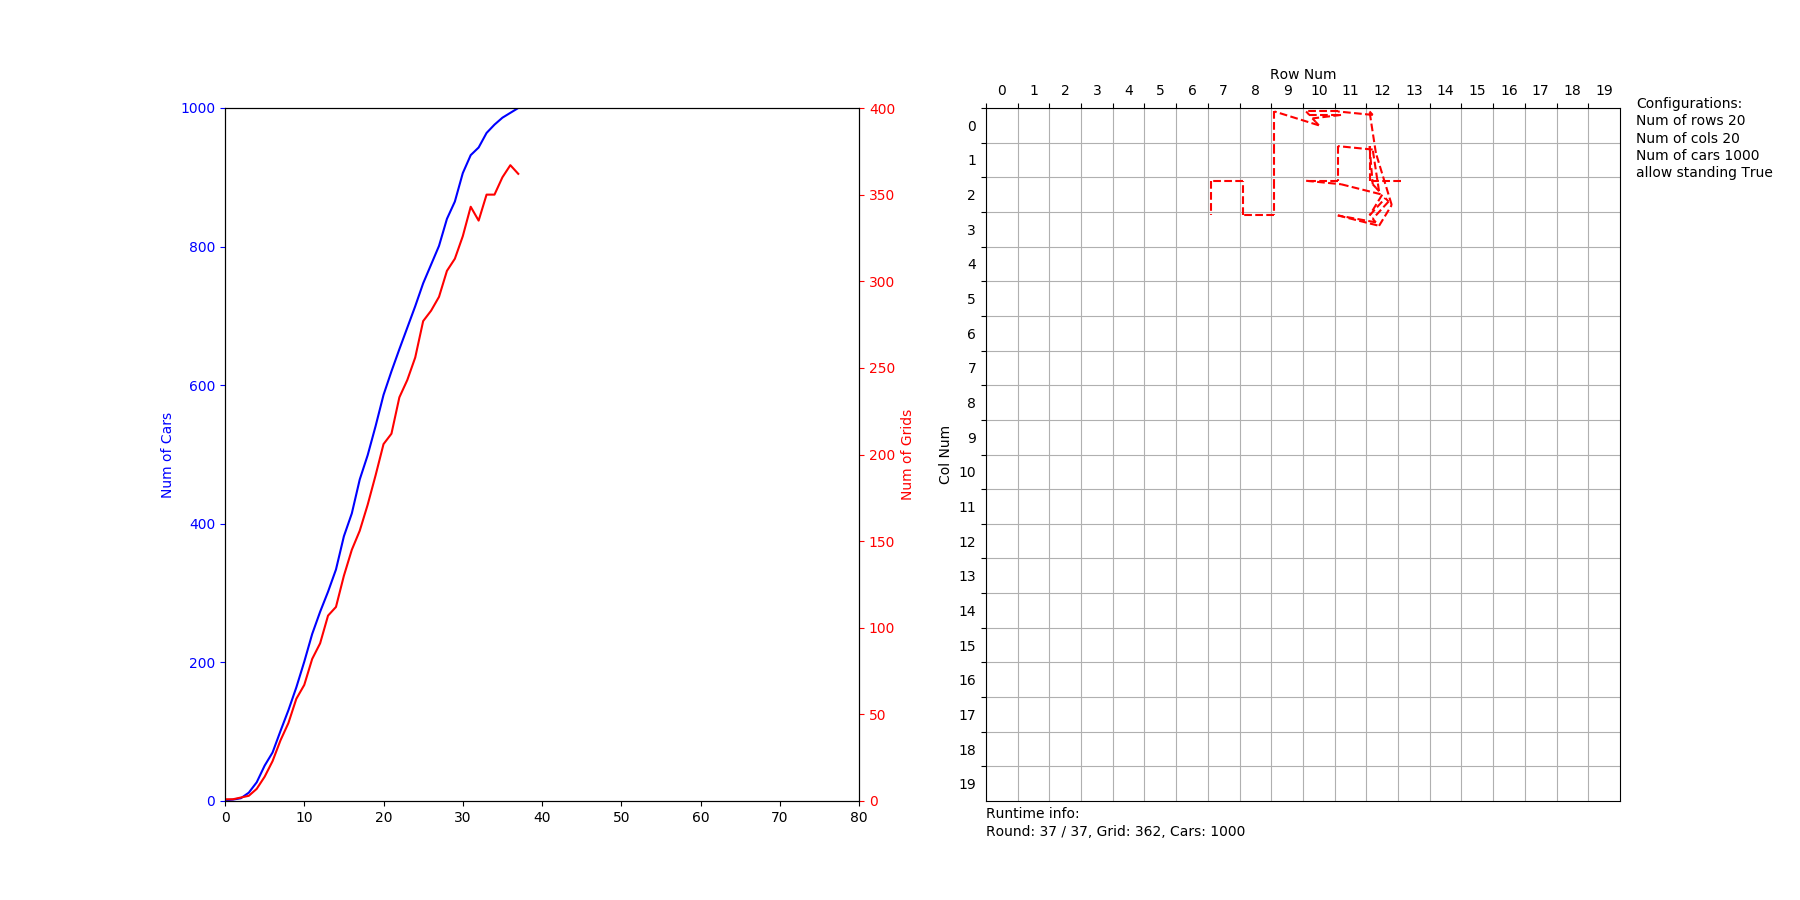 1000
800
600
400
200
0
Num of Cars
0 10 20 30 40 50 60 70 80
400
350
300
250
200
150
100
50
0
Num of Grids
Row Num
0 1 2 3 4 5 6 7 8 9 10 11 12 13 14 15 16 17 18 19
Col Num
0
1
2
3
4
5
6
7
8
9
10
11
12
13
14
15
16
17
18
19
Configurations:
Num of rows 20
Num of cols 20
Num of cars 1000
allow standing True
Runtime info:
Round: 37 / 37, Grid: 362, Cars: 1000